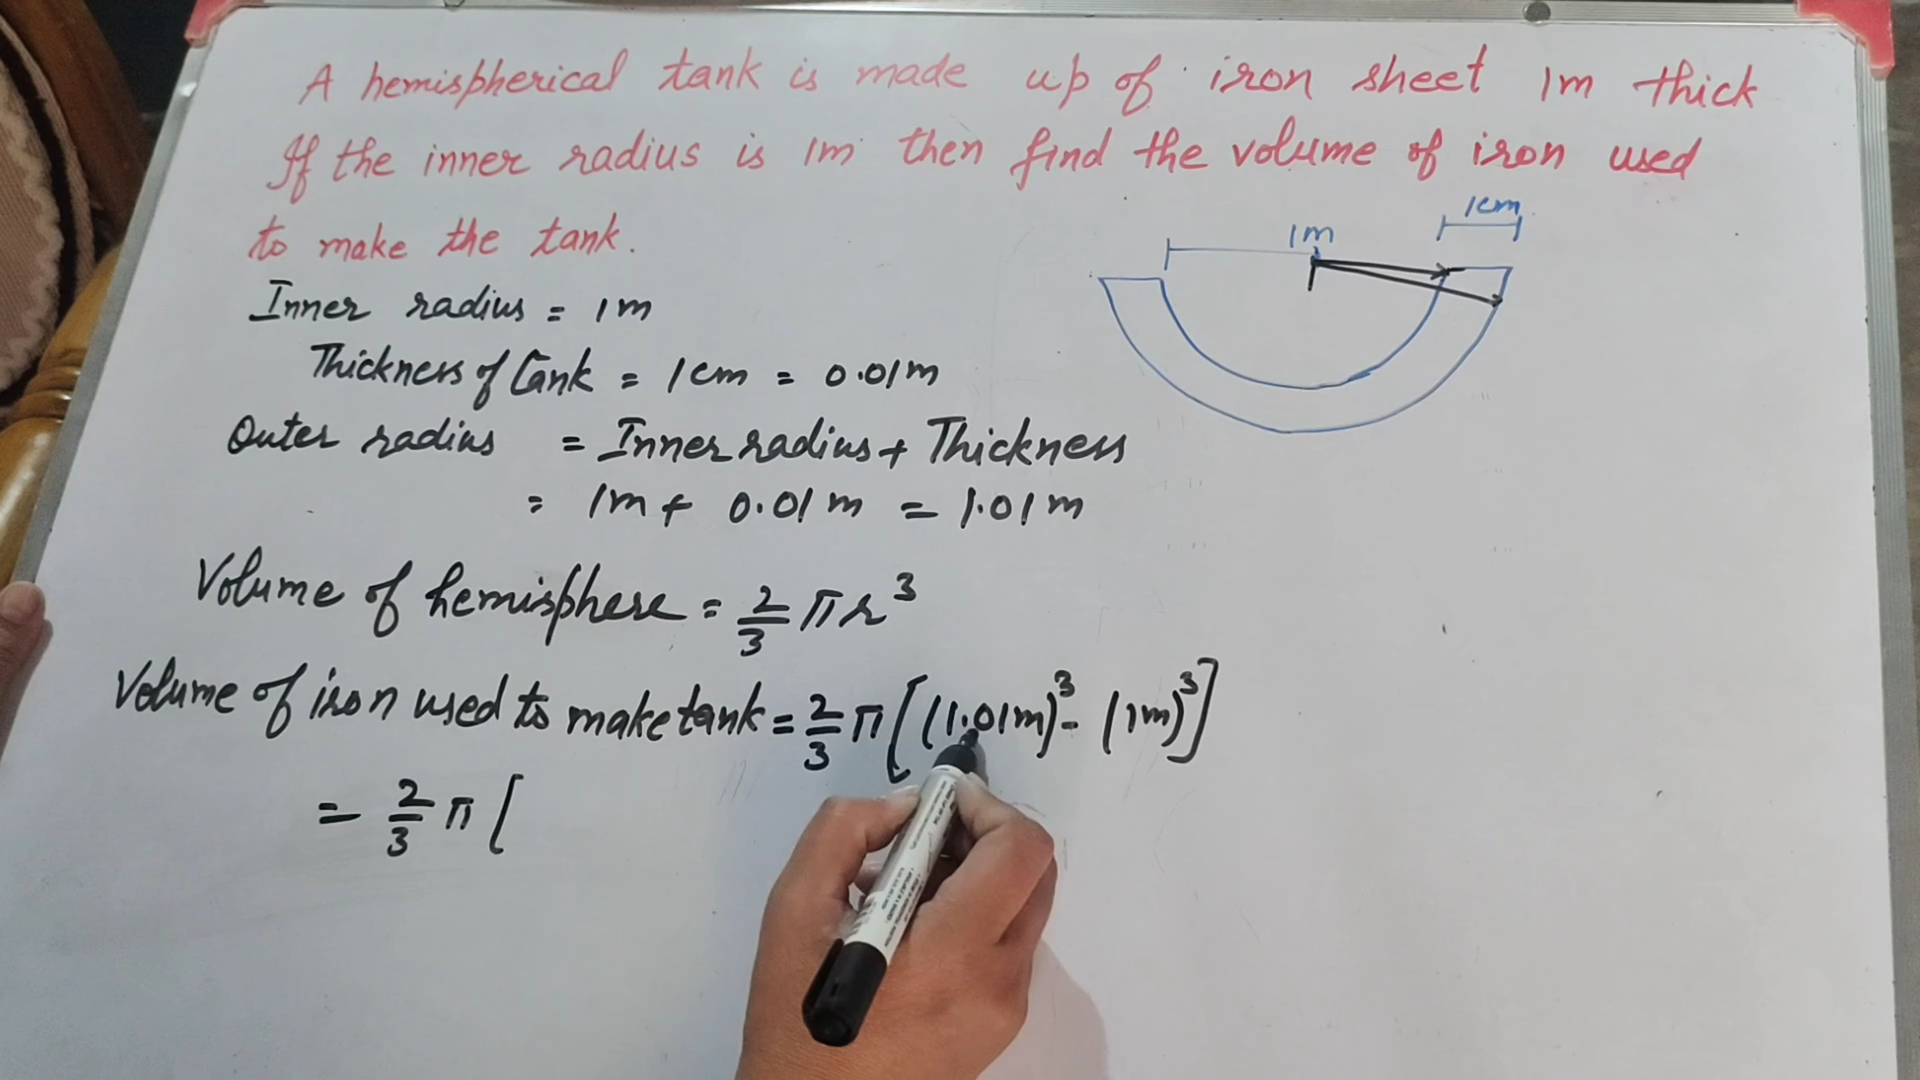 A hemispherical tank is made up of iron sheet 1m thick
If the inner radius is 1m then find the volume of iron used
to make the tank.
1cm
1m
Inner radius = 1m
Thickness of tank = 1cm = 0.01m
Outer radius = Inner radius + Thickness
= 1m + 0.01m = 1.01m
Volume of hemisphere = 2/3 πr³
Volume of iron used to make tank = 2/3 π[(1.01m)³ - (1m)³]
= 2/3 π [